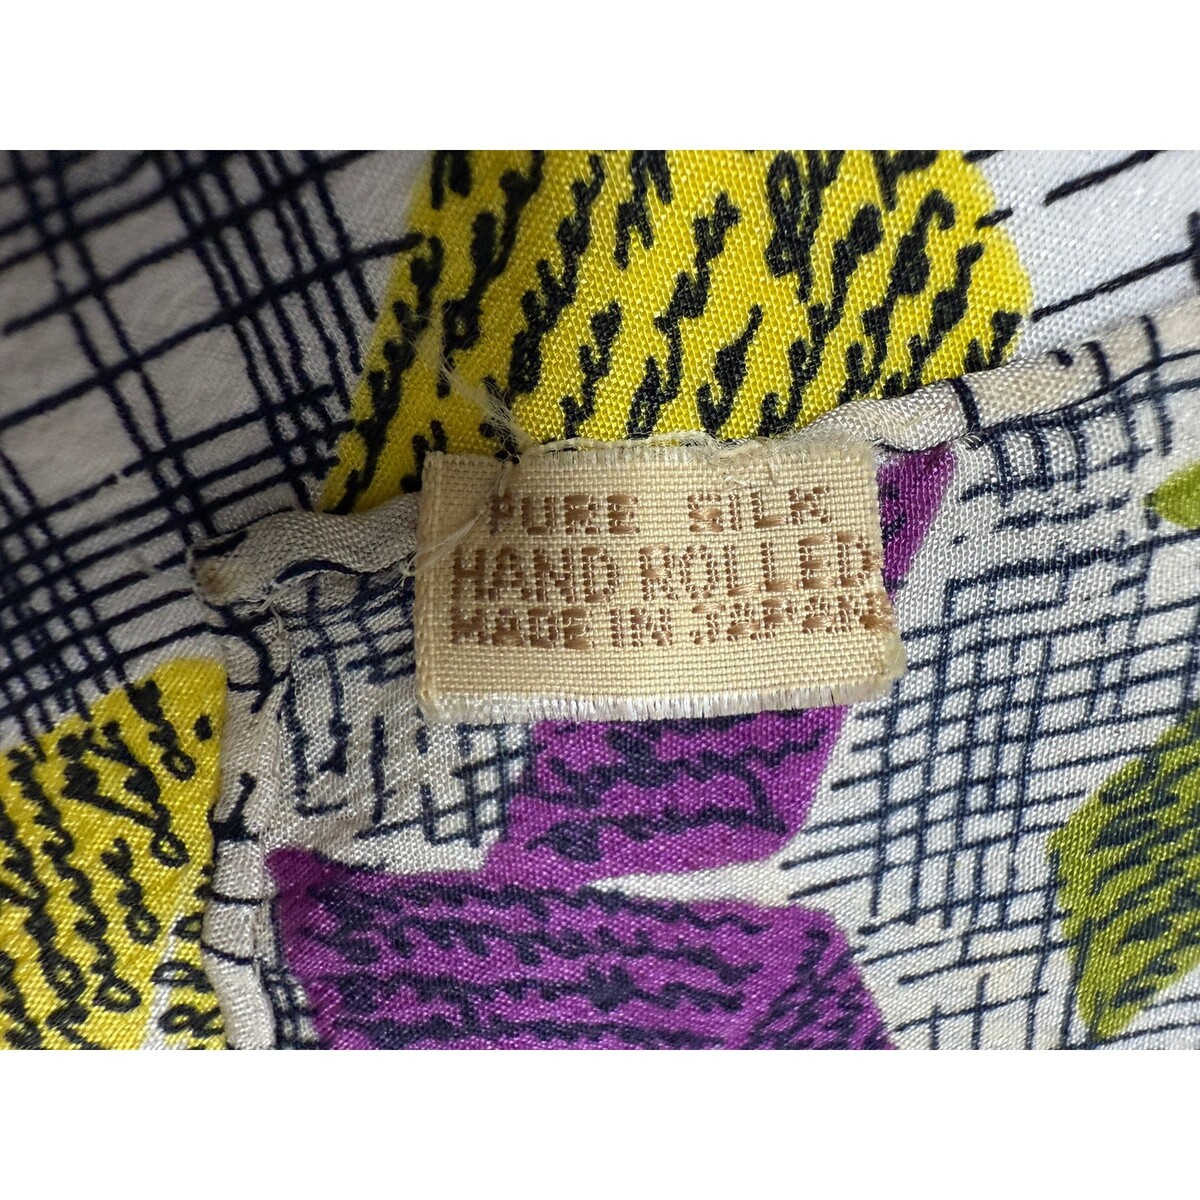 PURE SILK
HAND ROLLED
MADE IN JAPAN